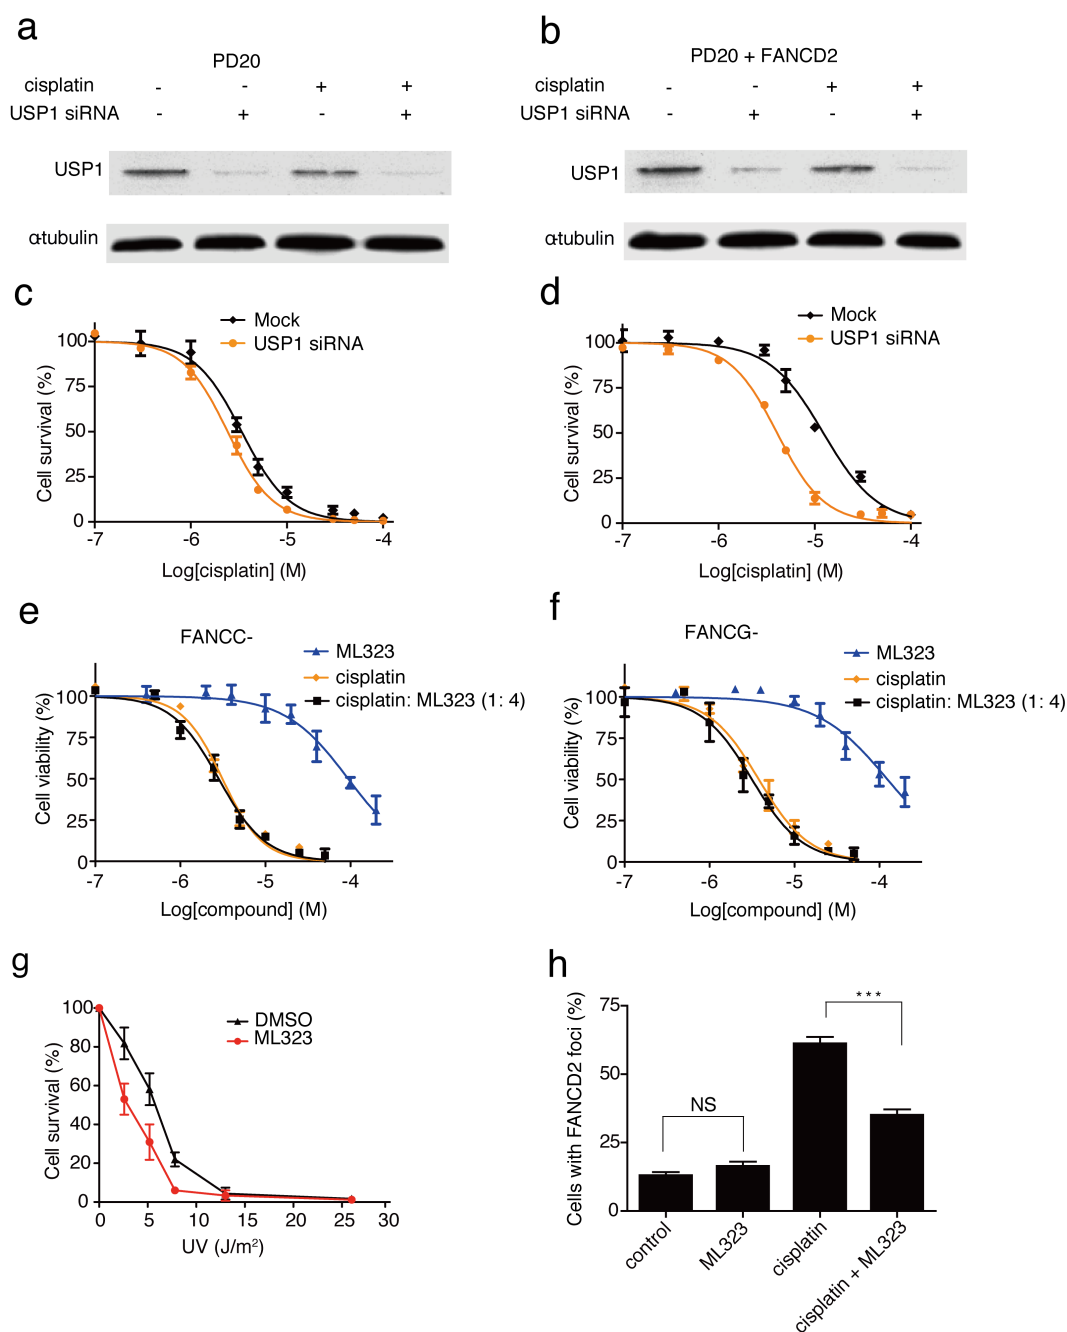 a
PD20
cisplatin - - + +
USP1 siRNA - + - +
USP1
α-tubulin
b
PD20 + FANCD2
cisplatin - - + +
USP1 siRNA - + - +
USP1
α-tubulin
c
Mock
USP1 siRNA
Cell survival (%)
100
75
50
25
0
-7 -6 -5 -4
Log[cisplatin] (M)
d
Mock
USP1 siRNA
Cell survival (%)
100
75
50
25
0
-7 -6 -5 -4
Log[cisplatin] (M)
e
FANCC-
ML323
cisplatin
cisplatin: ML323 (1: 4)
Cell viability (%)
100
75
50
25
0
-7 -6 -5 -4
Log[compound] (M)
f
FANCG-
ML323
cisplatin
cisplatin: ML323 (1: 4)
Cell viability (%)
100
75
50
25
0
-7 -6 -5 -4
Log[compound] (M)
g
DMSO
ML323
Cell survival (%)
100
80
60
40
20
0
0 5 10 15 20 25 30
UV (J/m²)
h
Cells with FANCD2 foci (%)
75
50
25
0
NS
***
control
ML323
cisplatin
cisplatin + ML323